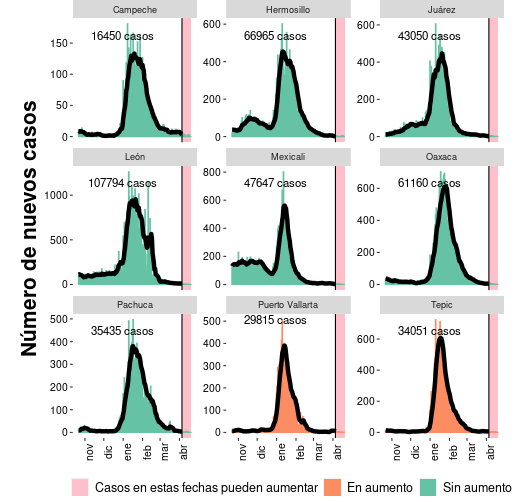 Número de nuevos casos
Campeche
Hermosillo
Juárez
16450 casos
66965 casos
43050 casos
150
100
50
0
600
400
200
0
600
400
200
0
León
Mexicali
Oaxaca
107794 casos
47647 casos
61160 casos
1000
500
0
800
600
400
200
0
600
400
200
0
Pachuca
Puerto Vallarta
Tepic
35435 casos
29815 casos
34051 casos
500
400
300
200
100
0
500
400
300
200
100
0
600
400
200
0
nov dic ene feb mar abr
nov dic ene feb mar abr
nov dic ene feb mar abr
Casos en estas fechas pueden aumentar En aumento Sin aumento